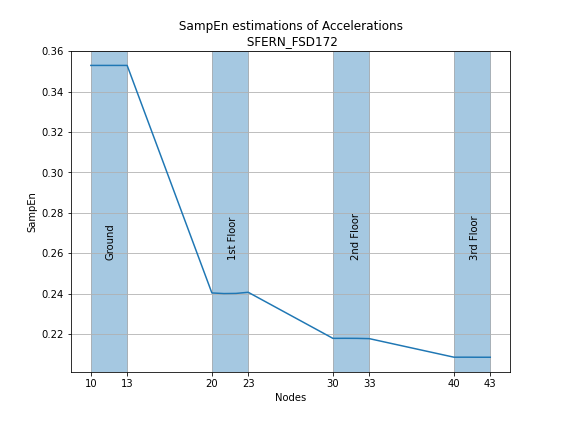 SampEn estimations of Accelerations
SFERN_FSD172
0.36
0.34
0.32
0.30
0.28
0.26
0.24
0.22
SampEn
Ground
1st Floor
2nd Floor
3rd Floor
10 13 20 23 30 33 40 43
Nodes